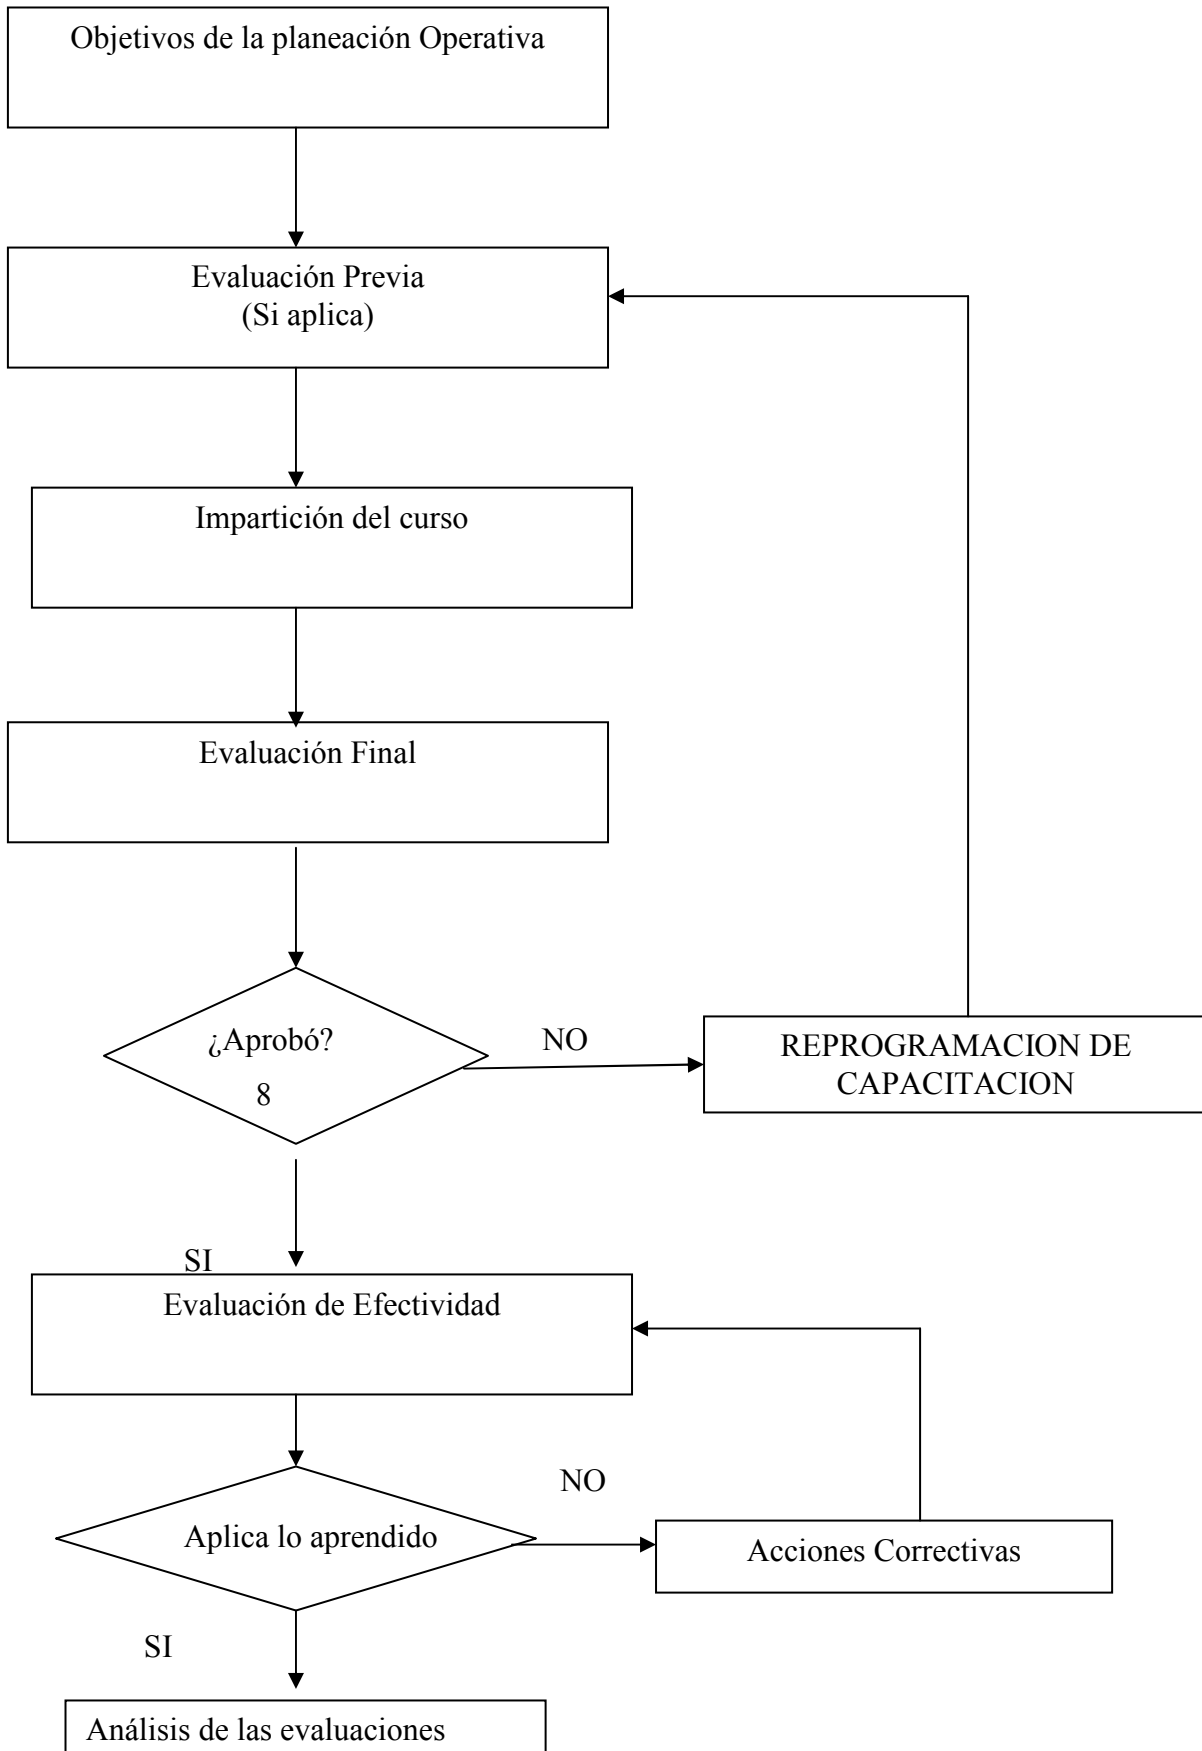 Objetivos de la planeación Operativa
Evaluación Previa
(Si aplica)
Impartición del curso
Evaluación Final
¿Aprobó?
8
NO
REPROGRAMACION DE
CAPACITACION
SI
Evaluación de Efectividad
NO
Aplica lo aprendido
Acciones Correctivas
SI
Análisis de las evaluaciones